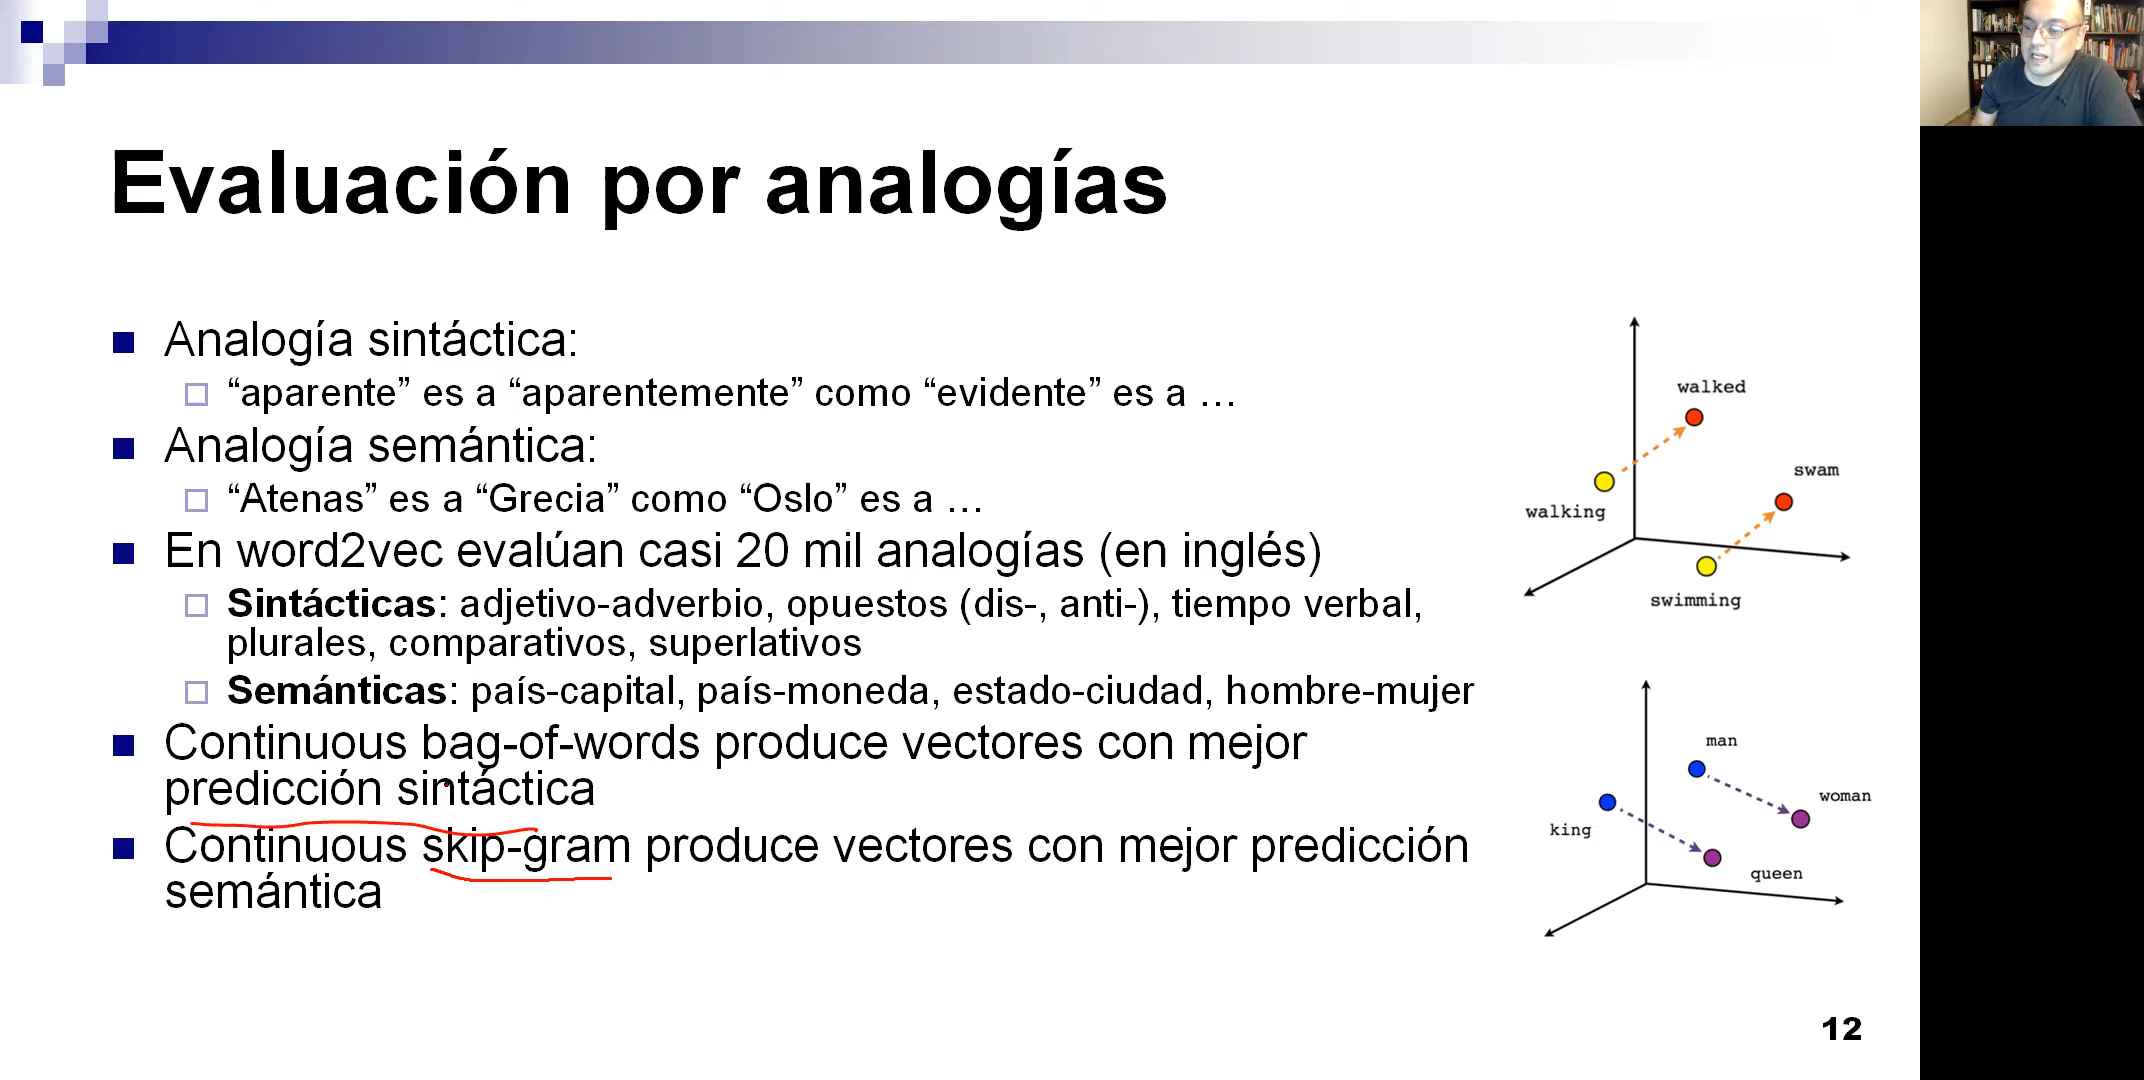 Evaluación por analogías
Analogía sintáctica:
“aparente” es a “aparentemente” como “evidente” es a …
Analogía semántica:
“Atenas” es a “Grecia” como “Oslo” es a …
En word2vec evalúan casi 20 mil analogías (en inglés)
Sintácticas: adjetivo-adverbio, opuestos (dis-, anti-), tiempo verbal,
plurales, comparativos, superlativos
Semánticas: país-capital, país-moneda, estado-ciudad, hombre-mujer
Continuous bag-of-words produce vectores con mejor
predicción sintáctica
Continuous skip-gram produce vectores con mejor predicción
semántica
walked
swam
walking
swimming
man
woman
king
queen
12